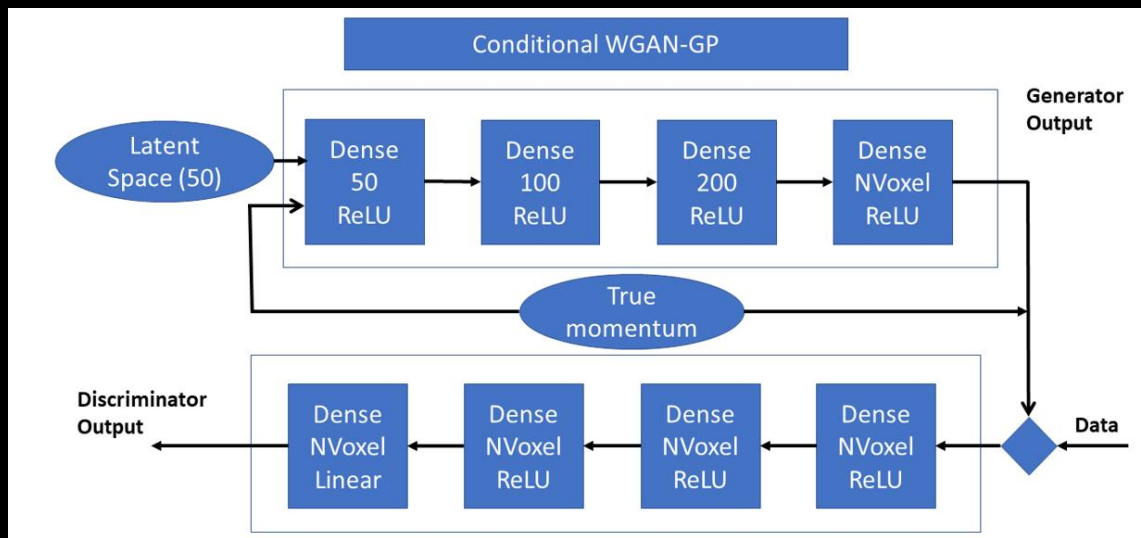 Conditional WGAN-GP
Generator
Output
Latent
Space (50)
Dense
50
ReLU
Dense
100
ReLU
Dense
200
ReLU
Dense
NVoxel
ReLU
True
momentum
Discriminator
Output
Dense
NVoxel
Linear
Dense
NVoxel
ReLU
Dense
NVoxel
ReLU
Dense
NVoxel
ReLU
Data